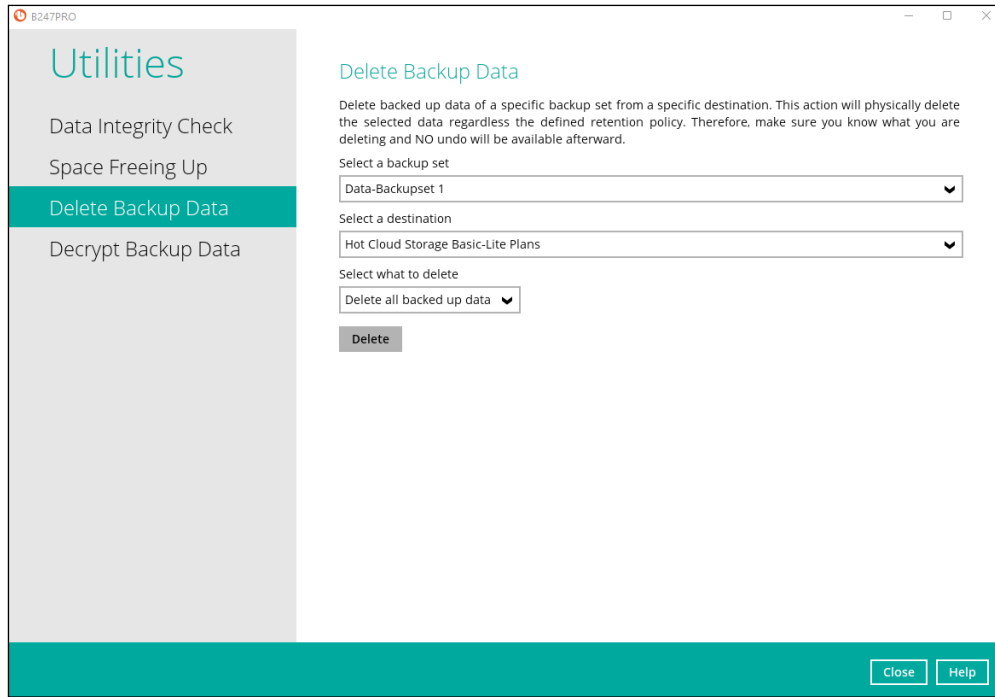 B247PRO
Utilities
Data Integrity Check
Space Freeing Up
Delete Backup Data
Decrypt Backup Data
Delete Backup Data
Delete backed up data of a specific backup set from a specific destination. This action will physically delete
the selected data regardless the defined retention policy. Therefore, make sure you know what you are
deleting and NO undo will be available afterward.
Select a backup set
Data-Backupset 1
Select a destination
Hot Cloud Storage Basic-Lite Plans
Select what to delete
Delete all backed up data
Delete
Close
Help